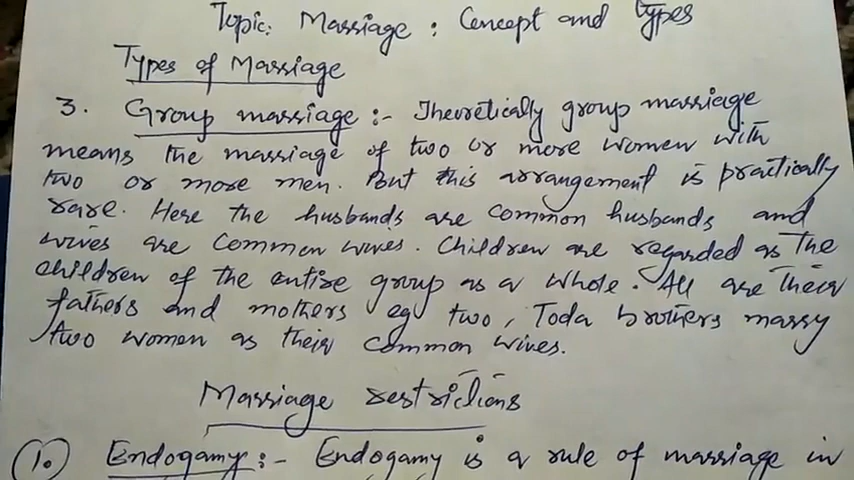 Topic: Marriage : Concept and types
Types of Marriage
3. Group marriage :- Theoretically group marriage
means the marriage of two or more women with
two or more men. But this arrangement is practically
rare. Here the husbands are common husbands and
wives are common wives. Children are regarded as the
children of the entire group as a whole. All are their
fathers and mothers eg two, Toda brothers marry
two women as their common wives.
Marriage restrictions
1. Endogamy :- Endogamy is a rule of marriage in